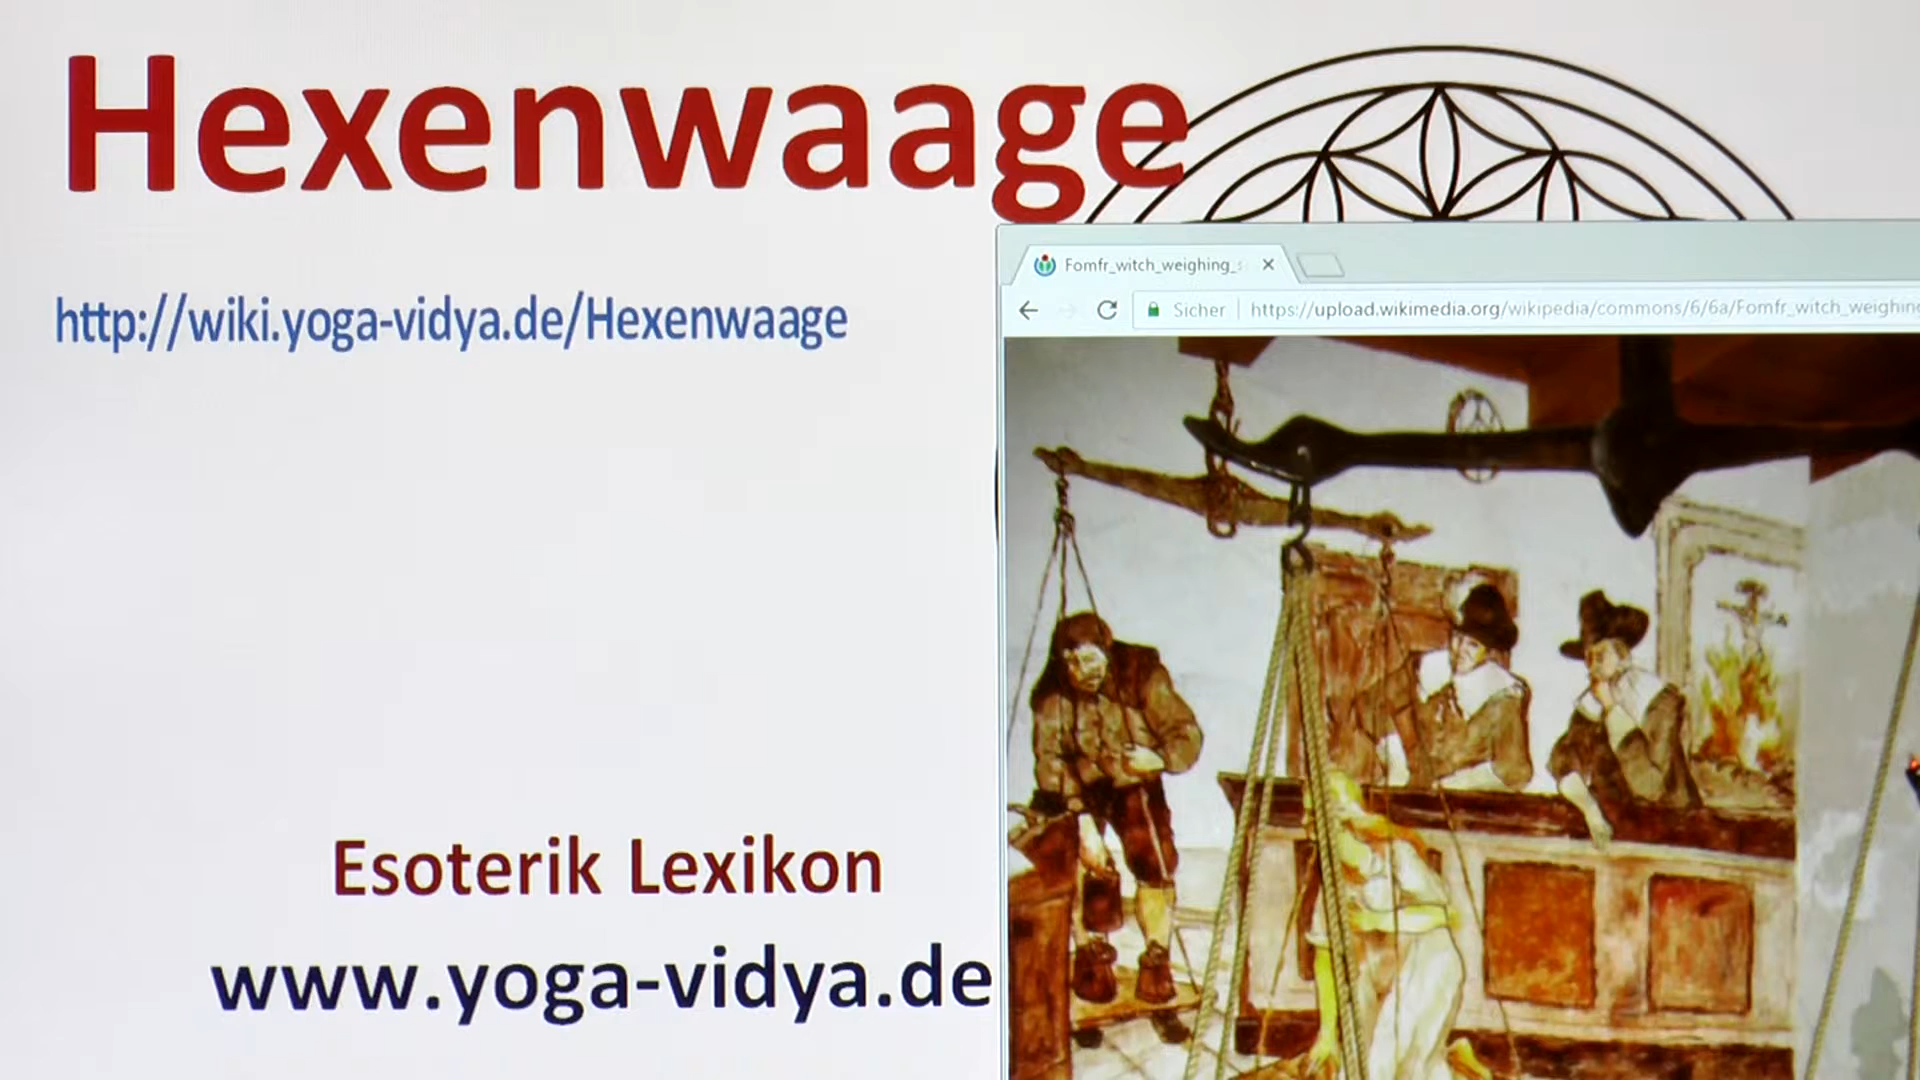 Hexenwaage
http://wiki.yoga-vidya.de/Hexenwaage
Fomfr_witch_weighing_s
Sicher https://upload.wikimedia.org/wikipedia/commons/6/6a/Fomfr_witch_weighing
Esoterik Lexikon
www.yoga-vidya.de